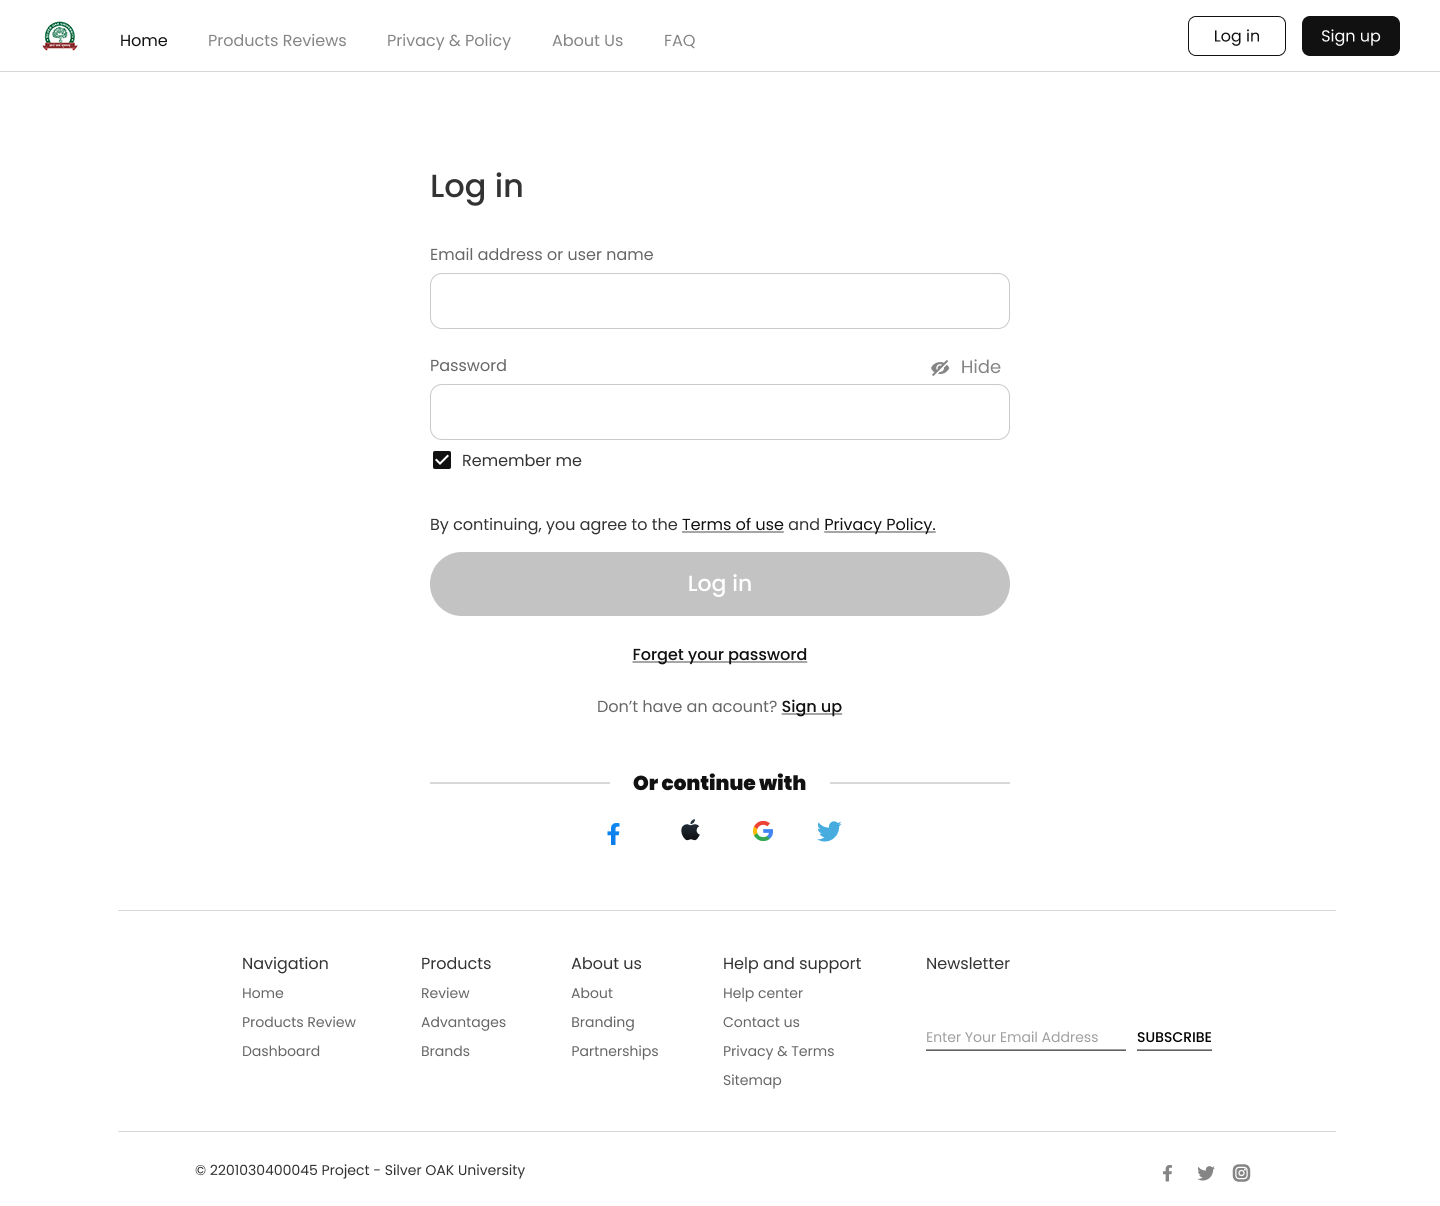 Home Products Reviews Privacy & Policy About Us FAQ Log in Sign up
Log in
Email address or user name
Password Hide
Remember me
By continuing, you agree to the Terms of use and Privacy Policy.
Log in
Forget your password
Don’t have an acount? Sign up
Or continue with
Navigation Products About us Help and support Newsletter
Home Review About Help center
Products Review Advantages Branding Contact us
Enter Your Email Address SUBSCRIBE
Dashboard Brands Partnerships Privacy & Terms
Sitemap
© 2201030400045 Project - Silver OAK University